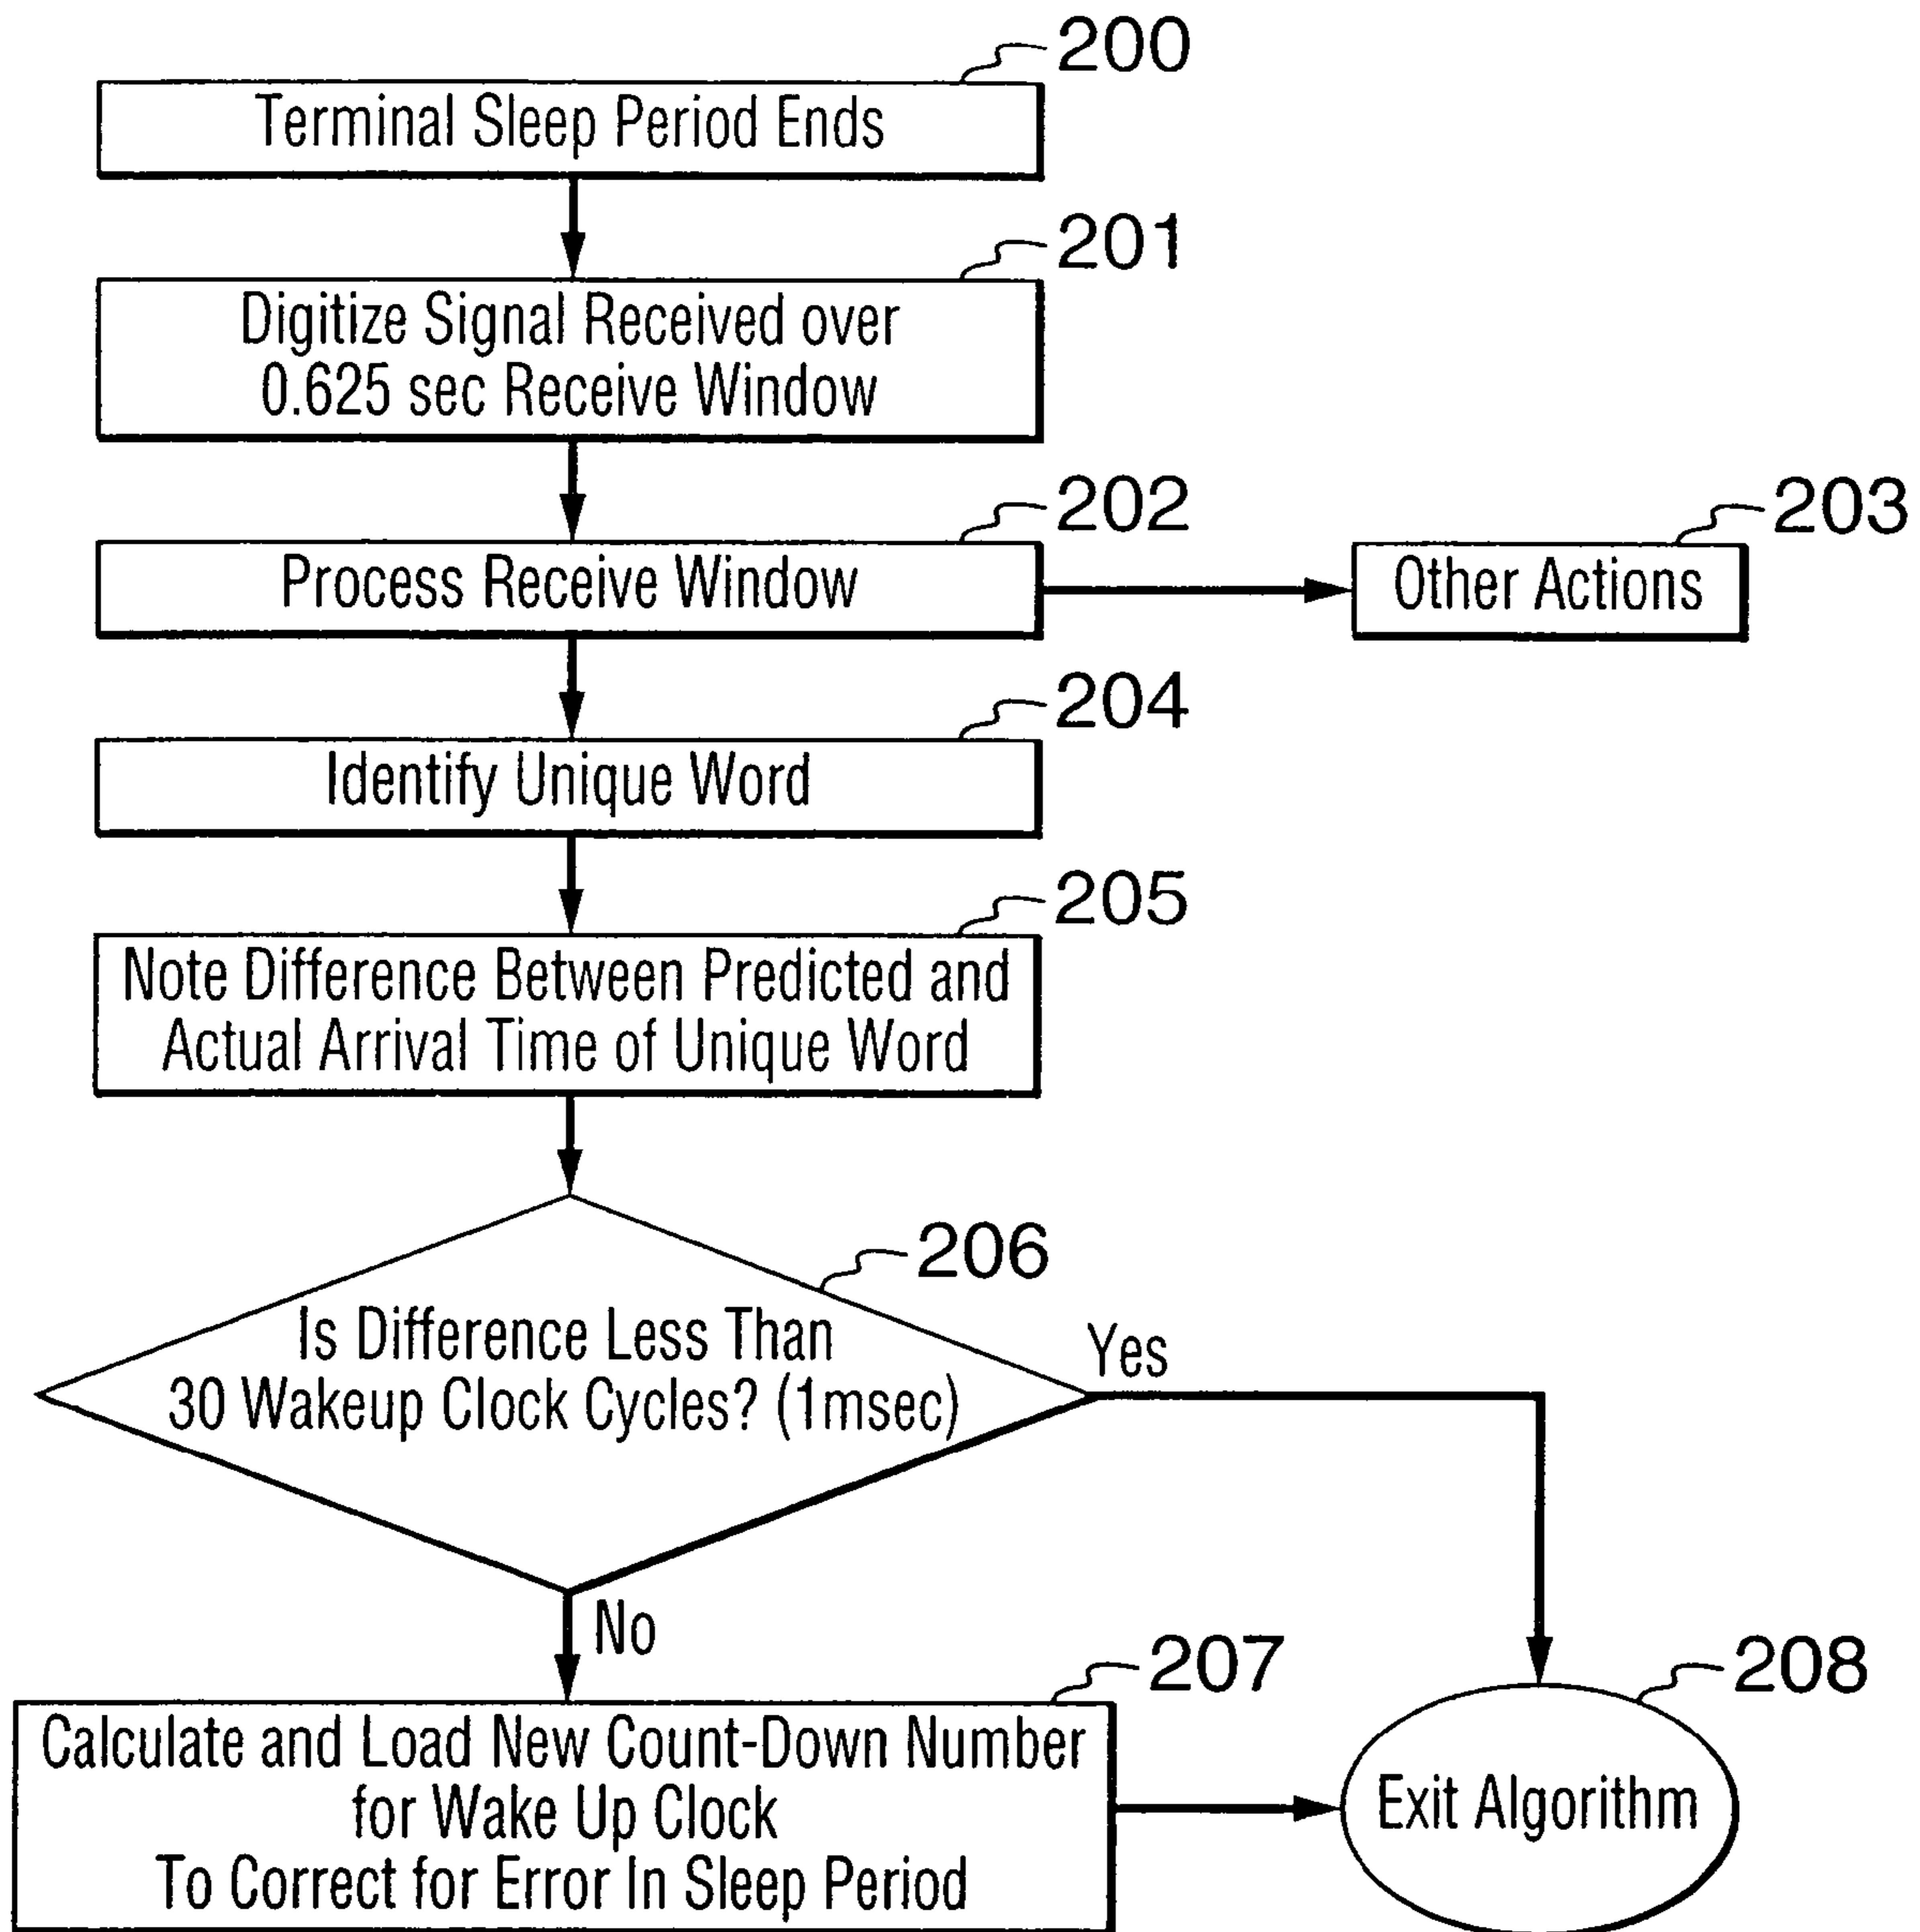 200
Terminal Sleep Period Ends
201
Digitize Signal Received over
0.625 sec Receive Window
202
Process Receive Window
203
Other Actions
204
Identify Unique Word
205
Note Difference Between Predicted and
Actual Arrival Time of Unique Word
206
Is Difference Less Than
30 Wakeup Clock Cycles? (1msec)
Yes
No
207
Calculate and Load New Count-Down Number
for Wake Up Clock
To Correct for Error In Sleep Period
208
Exit Algorithm